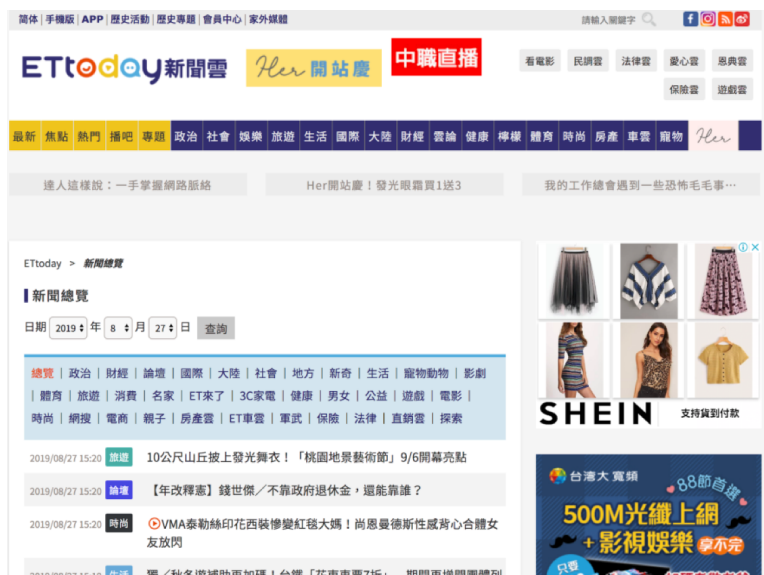 简体 | 手機版 | APP | 歷史活動 | 歷史專題 | 會員中心 | 家外媒體
請輸入關鍵字
ETtoday新聞雲
Her 開站慶
中職直播
看電影 民調雲 法律雲 愛心雲 恩典雲
保險雲 遊戲雲
最新 焦點 熱門 播吧 專題 政治 社會 娛樂 旅遊 生活 國際 大陸 財經 雲論 健康 檸檬 體育 時尚 房產 車雲 寵物 Her
達人這樣說：一手掌握網路脈絡
Her開站慶！發光眼霜買1送3
我的工作總會遇到一些恐怖毛毛事…
ETtoday > 新聞總覽
新聞總覽
日期 2019 年 8 月 27 日 查詢
總覽 | 政治 | 財經 | 論壇 | 國際 | 大陸 | 社會 | 地方 | 新奇 | 生活 | 寵物動物 | 影劇
| 體育 | 旅遊 | 消費 | 名家 | ET來了 | 3C家電 | 健康 | 男女 | 公益 | 遊戲 | 電影 |
時尚 | 網搜 | 電商 | 親子 | 房產雲 | ET車雲 | 軍武 | 保險 | 法律 | 直銷雲 | 探索
2019/08/27 15:20 旅遊 10公尺山丘披上發光舞衣！「桃園地景藝術節」9/6開幕亮點
2019/08/27 15:20 論壇 【年改釋憲】錢世傑／不靠政府退休金，還能靠誰？
2019/08/27 15:20 時尚 VMA泰勒絲印花西裝慘變紅毯大媽！尚恩曼德斯性感背心合體女
友放閃
SHEIN 支持貨到付款
台灣大寬頻
88節首選
500M光纖上網
+影視娛樂 享不完
只要